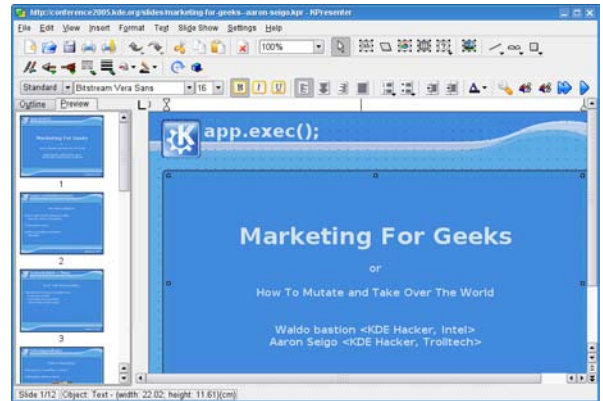 http://conference2005.kde.org/slides/marketing-for-geeks--aaron-seigo.kpr - KPresenter
File Edit View Insert Format Text Slide Show Settings Help
100%
Standard Bitstream Vera Sans 16
Outline Preview
app.exec();
1
2
3
Marketing For Geeks
or
How To Mutate and Take Over The World
Waldo bastion <KDE Hacker, Intel>
Aaron Seigo <KDE Hacker, Trolltech>
Slide 1/12 Object: Text - (width: 22.02; height: 11.61)(cm)